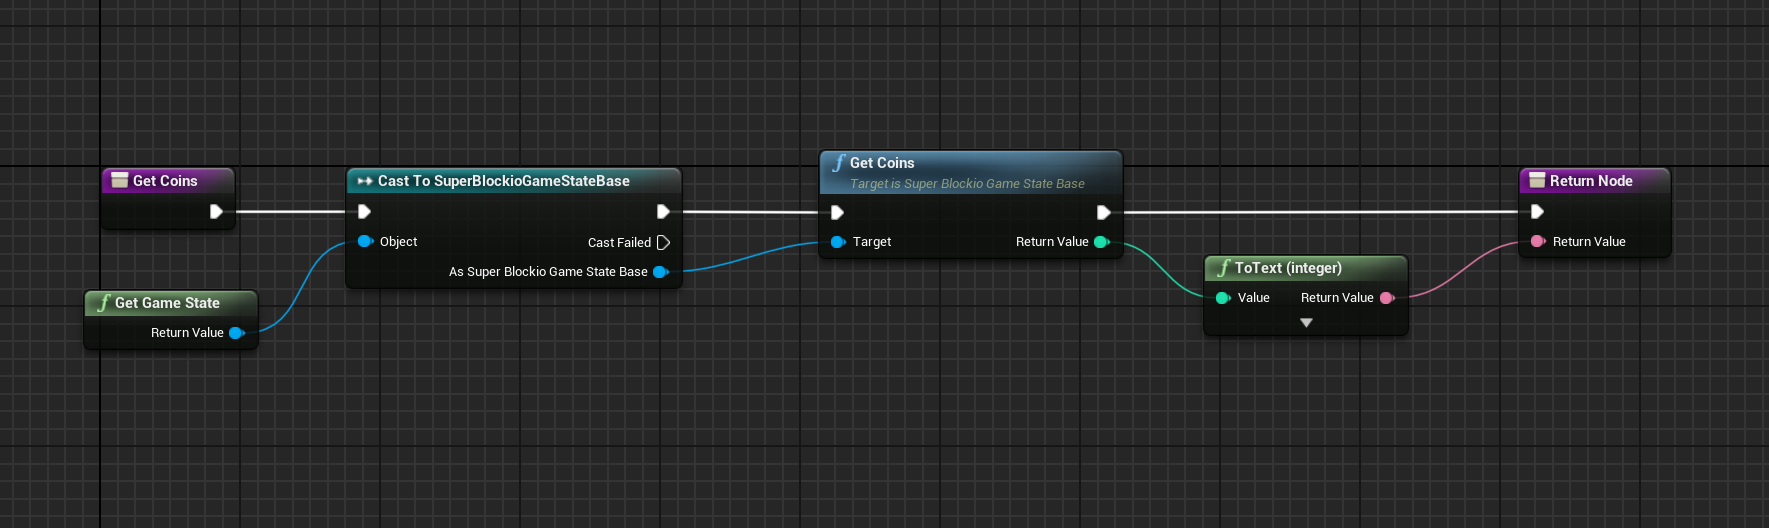 Get Coins
Get Game State
Return Value
Cast To SuperBlockioGameStateBase
Object
Cast Failed
As Super Blockio Game State Base
Get Coins
Target is Super Blockio Game State Base
Target
Return Value
ToText (integer)
Value
Return Value
Return Node
Return Value